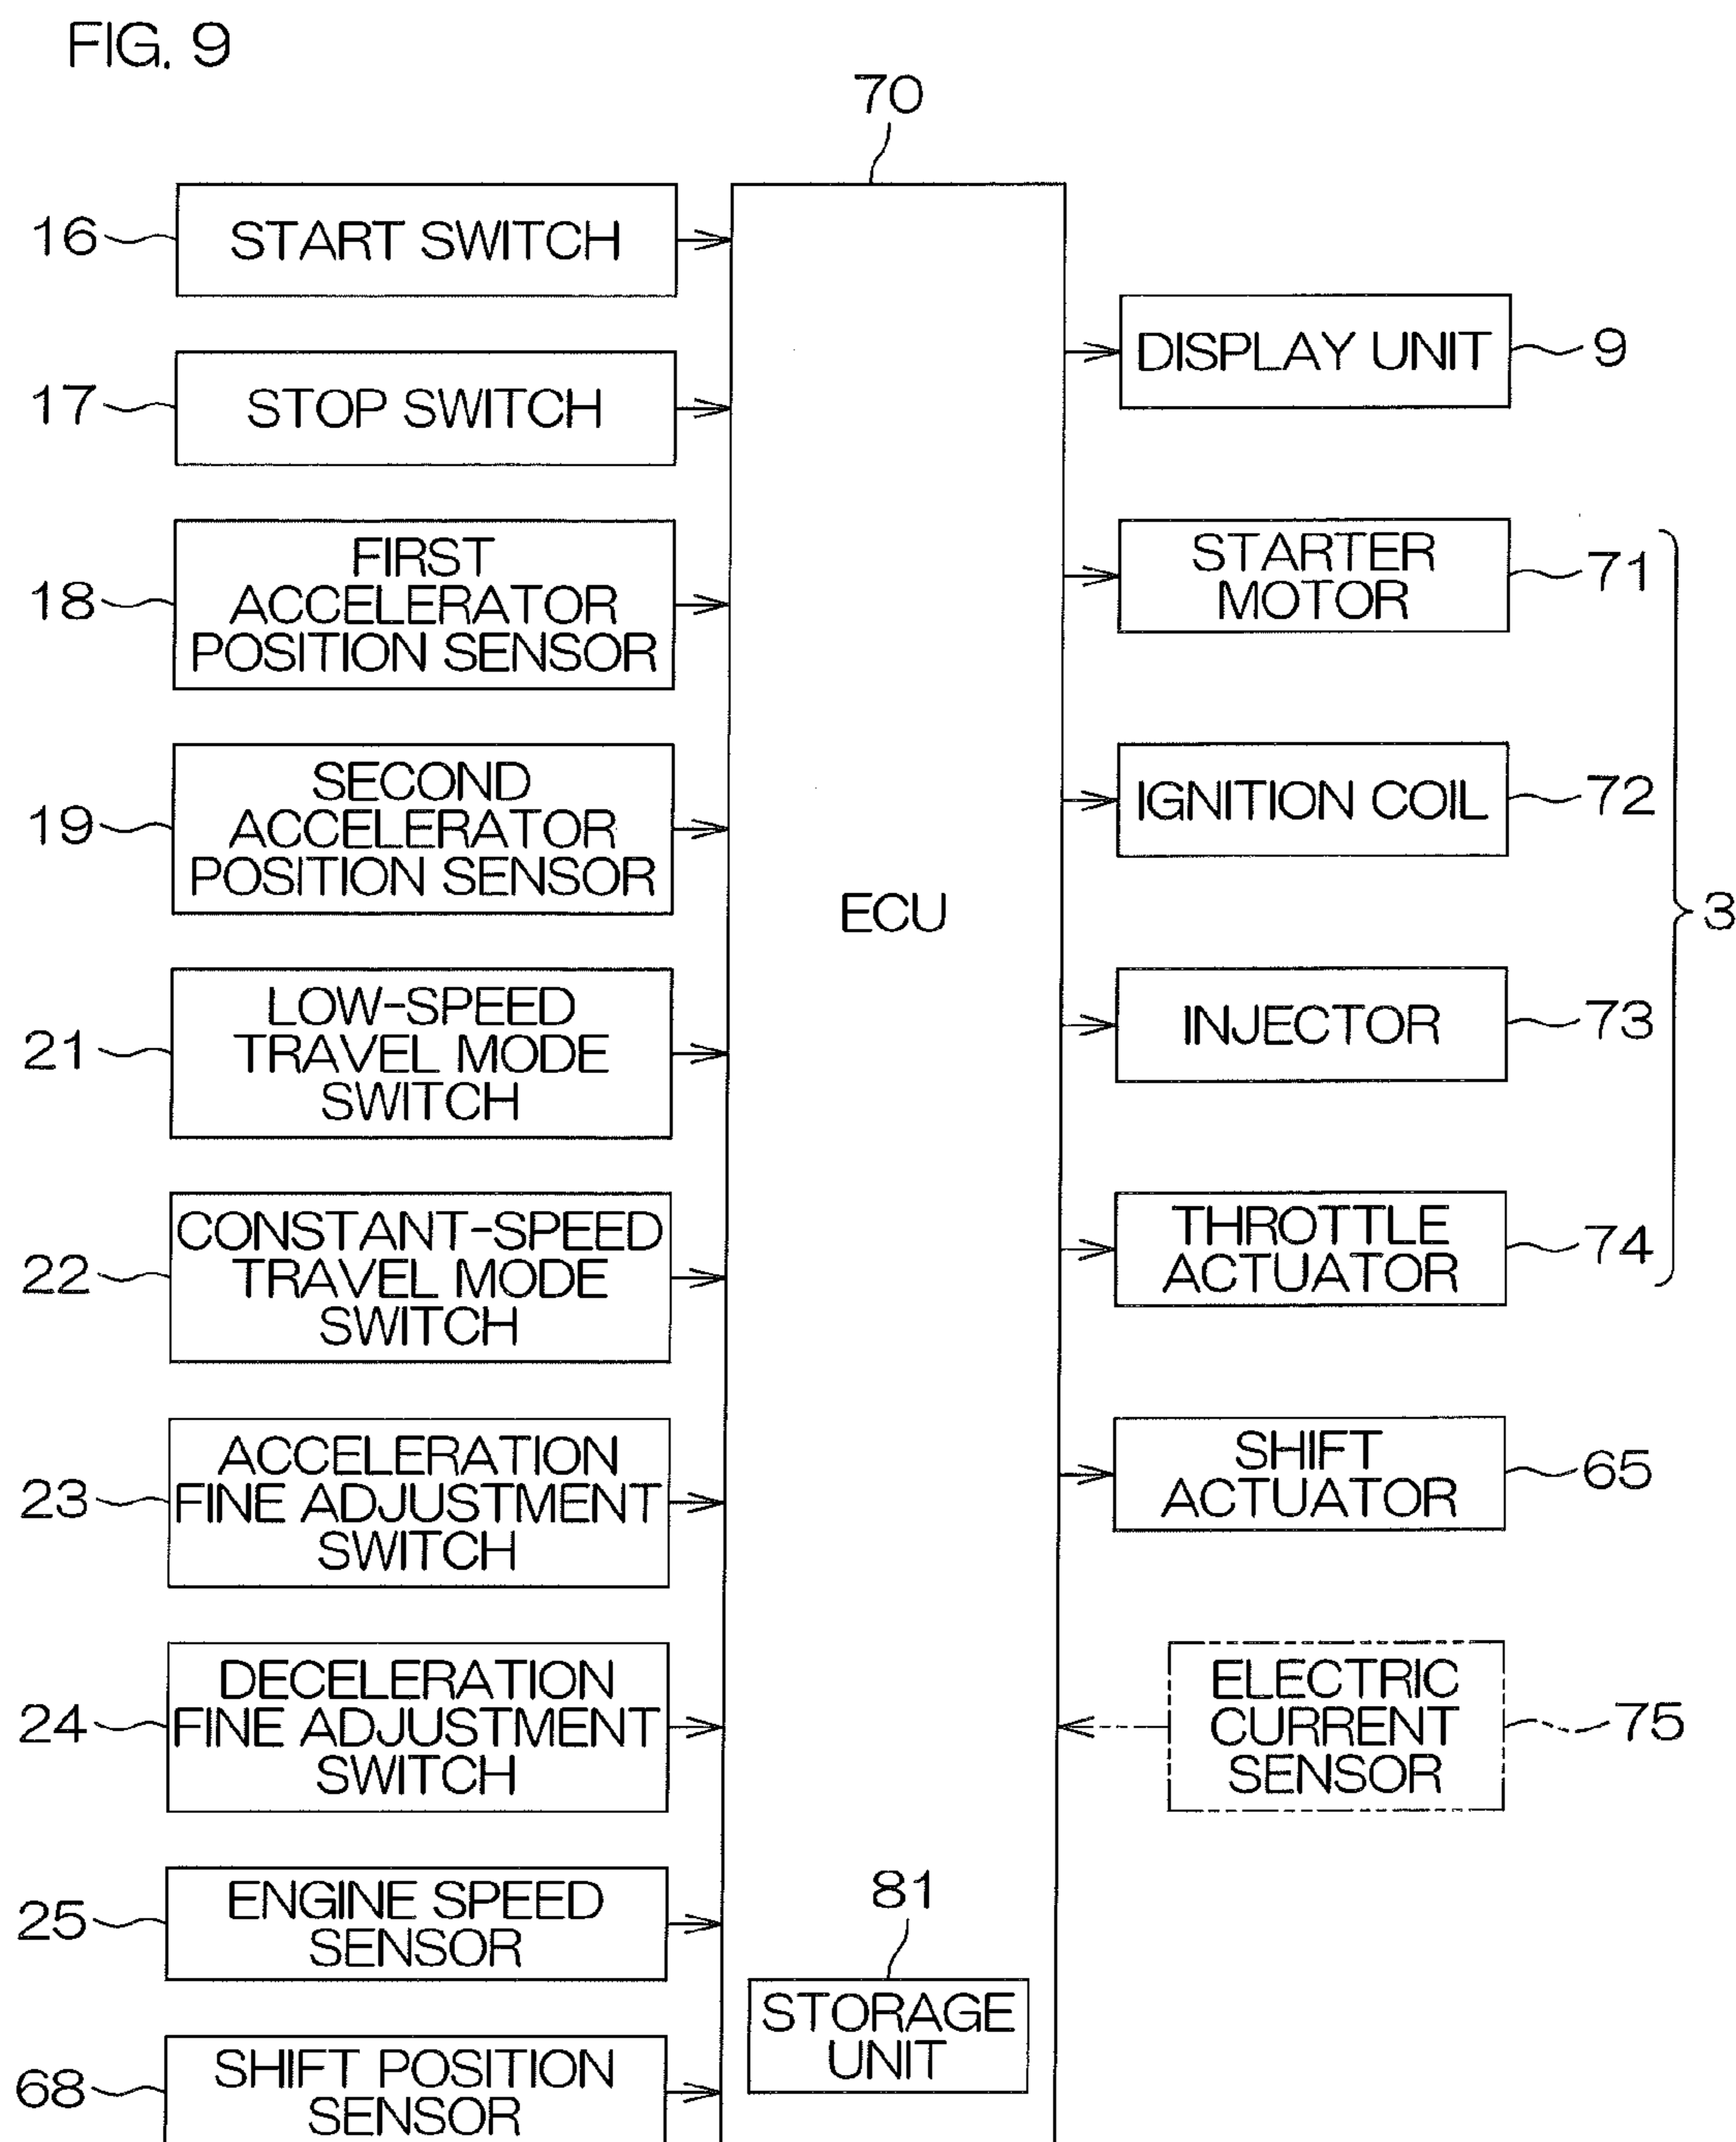 FIG. 9
70
16
START SWITCH
17
STOP SWITCH
18
FIRST
ACCELERATOR
POSITION SENSOR
19
SECOND
ACCELERATOR
POSITION SENSOR
21
LOW-SPEED
TRAVEL MODE
SWITCH
22
CONSTANT-SPEED
TRAVEL MODE
SWITCH
23
ACCELERATION
FINE ADJUSTMENT
SWITCH
24
DECELERATION
FINE ADJUSTMENT
SWITCH
25
ENGINE SPEED
SENSOR
68
SHIFT POSITION
SENSOR
ECU
81
STORAGE
UNIT
DISPLAY UNIT
9
STARTER
MOTOR
71
IGNITION COIL
72
3
INJECTOR
73
THROTTLE
ACTUATOR
74
SHIFT
ACTUATOR
65
ELECTRIC
CURRENT
SENSOR
75